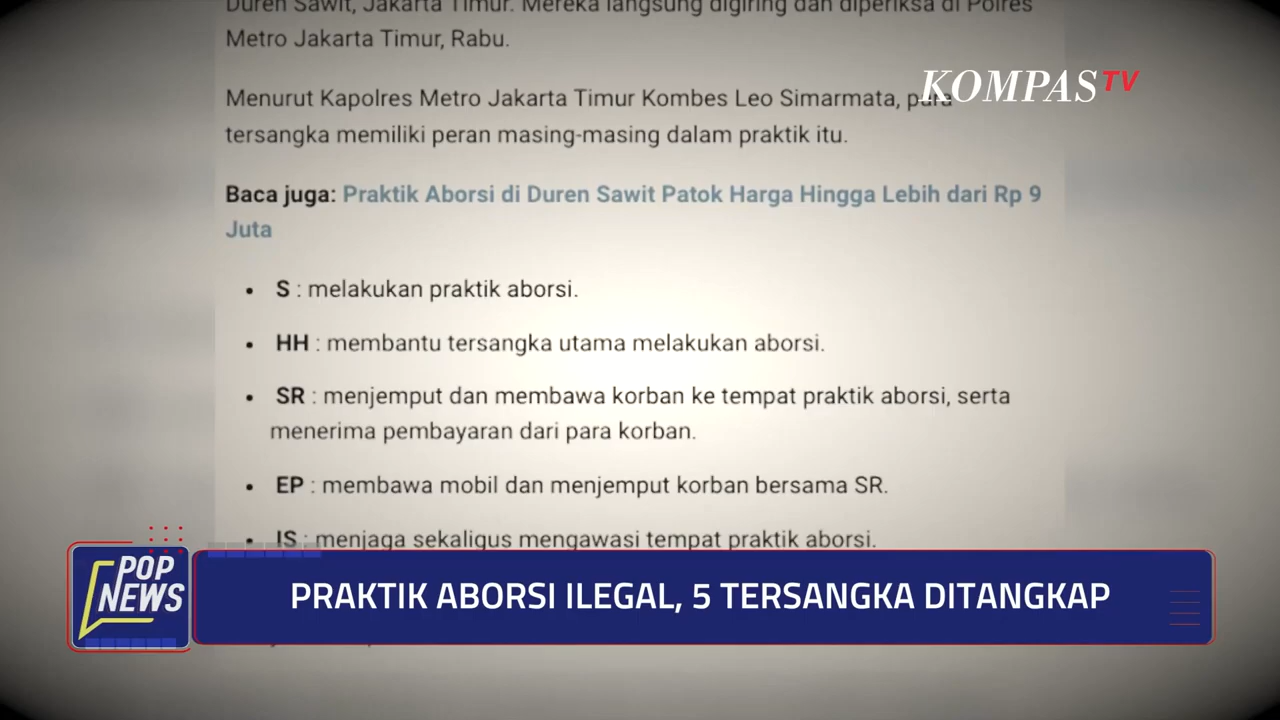 Duren Sawit, Jakarta Timur. Mereka langsung digiring dan diperiksa di Polres
Metro Jakarta Timur, Rabu.
KOMPASTV
Menurut Kapolres Metro Jakarta Timur Kombes Leo Simarmata, para
tersangka memiliki peran masing-masing dalam praktik itu.
Baca juga: Praktik Aborsi di Duren Sawit Patok Harga Hingga Lebih dari Rp 9
Juta
• S : melakukan praktik aborsi.
• HH : membantu tersangka utama melakukan aborsi.
• SR : menjemput dan membawa korban ke tempat praktik aborsi, serta
menerima pembayaran dari para korban.
• EP : membawa mobil dan menjemput korban bersama SR.
• IS : menjaga sekaligus mengawasi tempat praktik aborsi.
POP
NEWS
PRAKTIK ABORSI ILEGAL, 5 TERSANGKA DITANGKAP